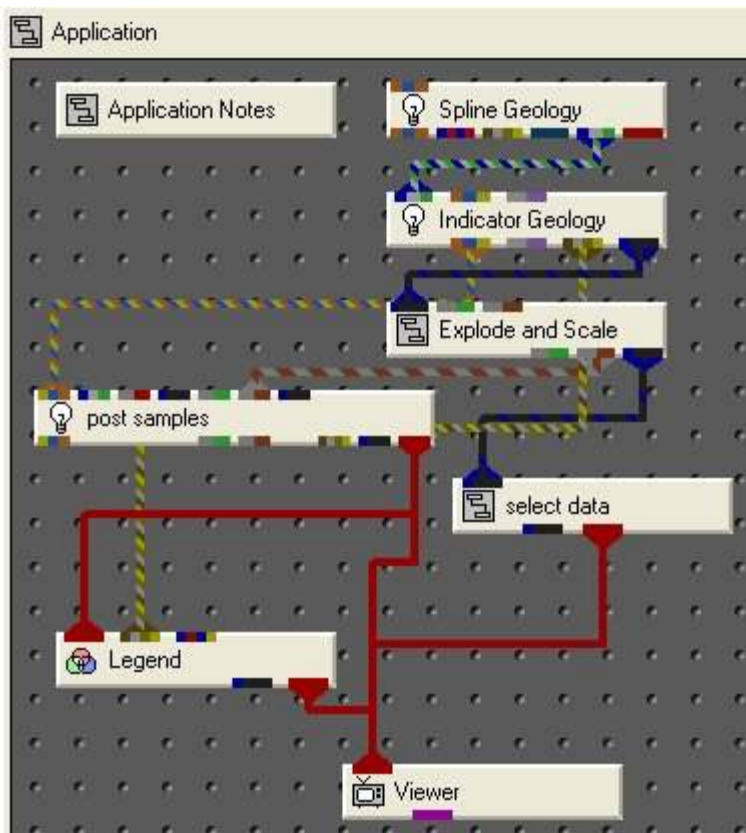 Application
Application Notes
Spline Geology
Indicator Geology
Explode and Scale
post samples
select data
Legend
Viewer